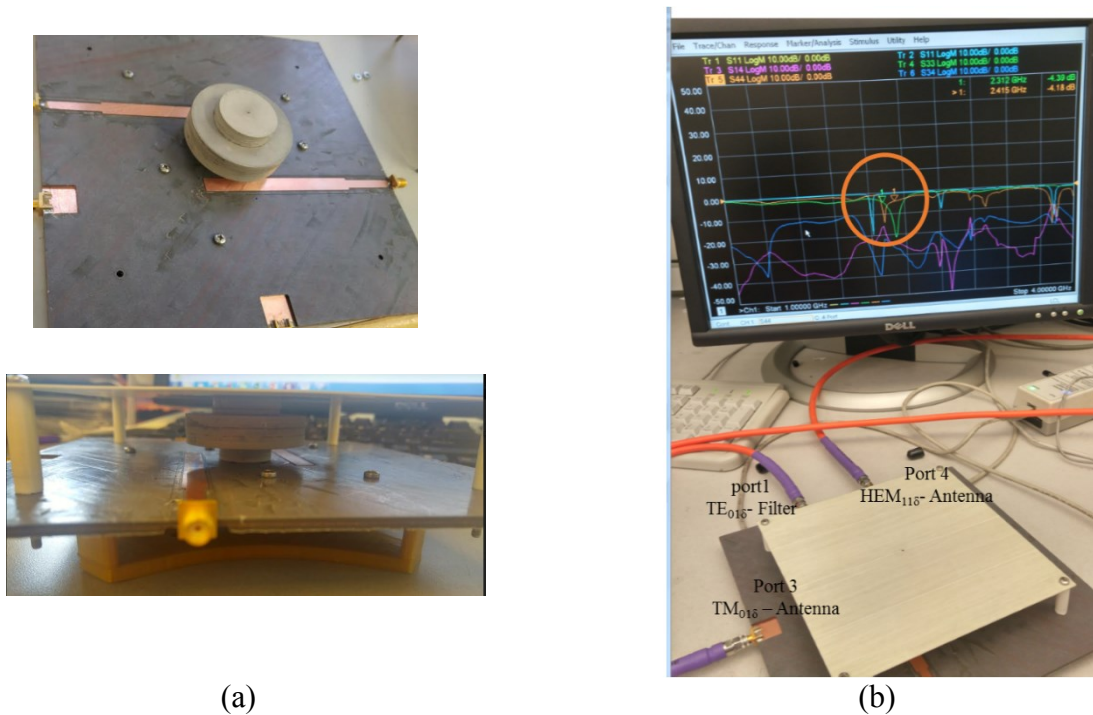 File Trace/Chan Response Marker/Analysis Stimulus Utility Help
Tr 1 S11 LogM 10.00dB/ 0.00dB
Tr 2 S11 LogM 10.00dB/ 0.00dB
Tr 3 S14 LogM 10.00dB/ 0.00dB
Tr 4 S33 LogM 10.00dB/ 0.00dB
Tr 5 S44 LogM 10.00dB/ 0.00dB
Tr 6 S34 LogM 10.00dB/ 0.00dB
1: 2.312 GHz -4.39 dB
> 1: 2.415 GHz -4.18 dB
50.00
40.00
30.00
20.00
10.00
0.00
-10.00
-20.00
-30.00
-40.00
-50.00
1 >Ch1: Start 1.00000 GHz
Stop 4.00000 GHz
DELL
port1
TE01δ- Filter
Port 4
HEM11δ- Antenna
Port 3
TM01δ – Antenna
(a)
(b)